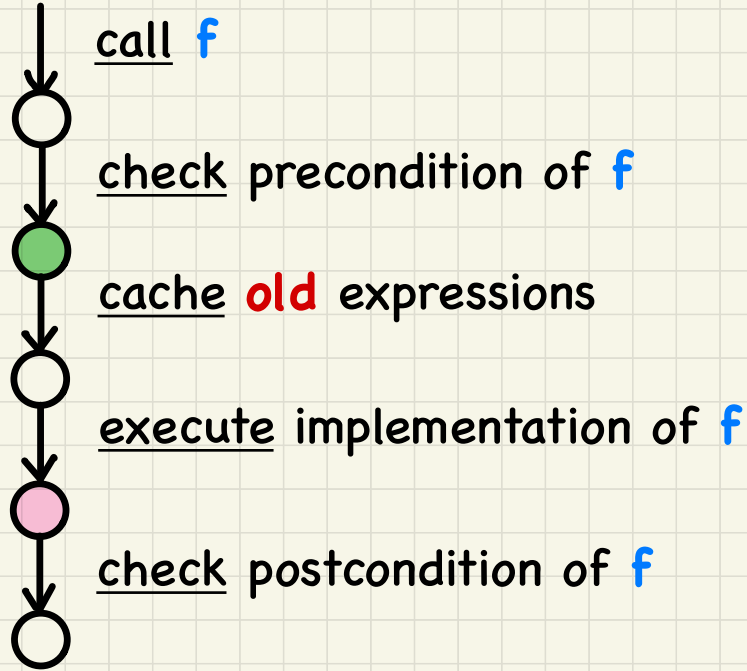 call f
check precondition of f
cache old expressions
execute implementation of f
check postcondition of f